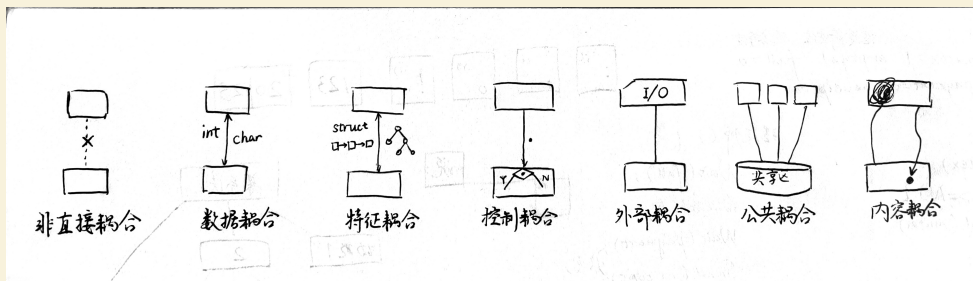 I/O
int
char
struct
Y
N
共享区
非直接耦合
数据耦合
特征耦合
控制耦合
外部耦合
公共耦合
内容耦合